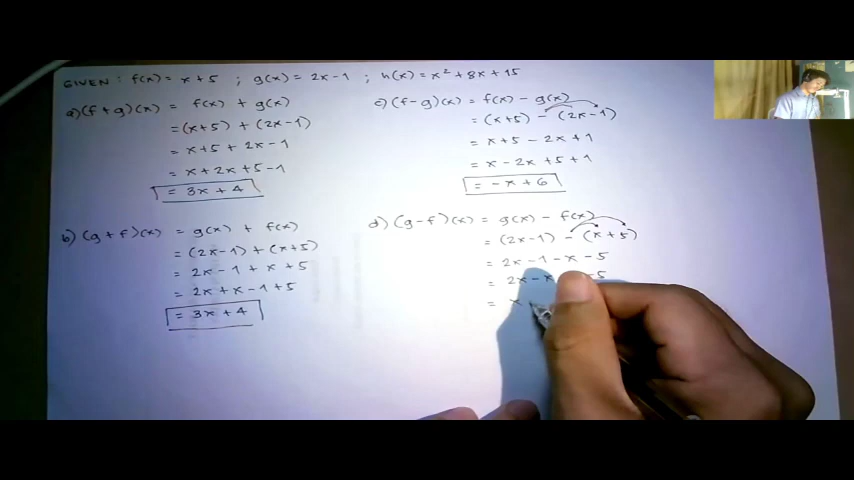 GIVEN : f(x) = x+5 ; g(x) = 2x-1 ; h(x) = x² + 8x + 15
a) (f+g)(x) = f(x) + g(x)
= (x+5) + (2x-1)
= x+5 + 2x-1
= x+2x+5-1
= 3x+4
b) (g+f)(x) = g(x) + f(x)
= (2x-1) + (x+5)
= 2x-1 + x+5
= 2x+x-1+5
= 3x+4
c) (f-g)(x) = f(x) - g(x)
= (x+5) - (2x-1)
= x+5 - 2x+1
= x-2x+5+1
= -x+6
d) (g-f)(x) = g(x) - f(x)
= (2x-1) - (x+5)
= 2x-1-x-5
= 2x-x -5
= x